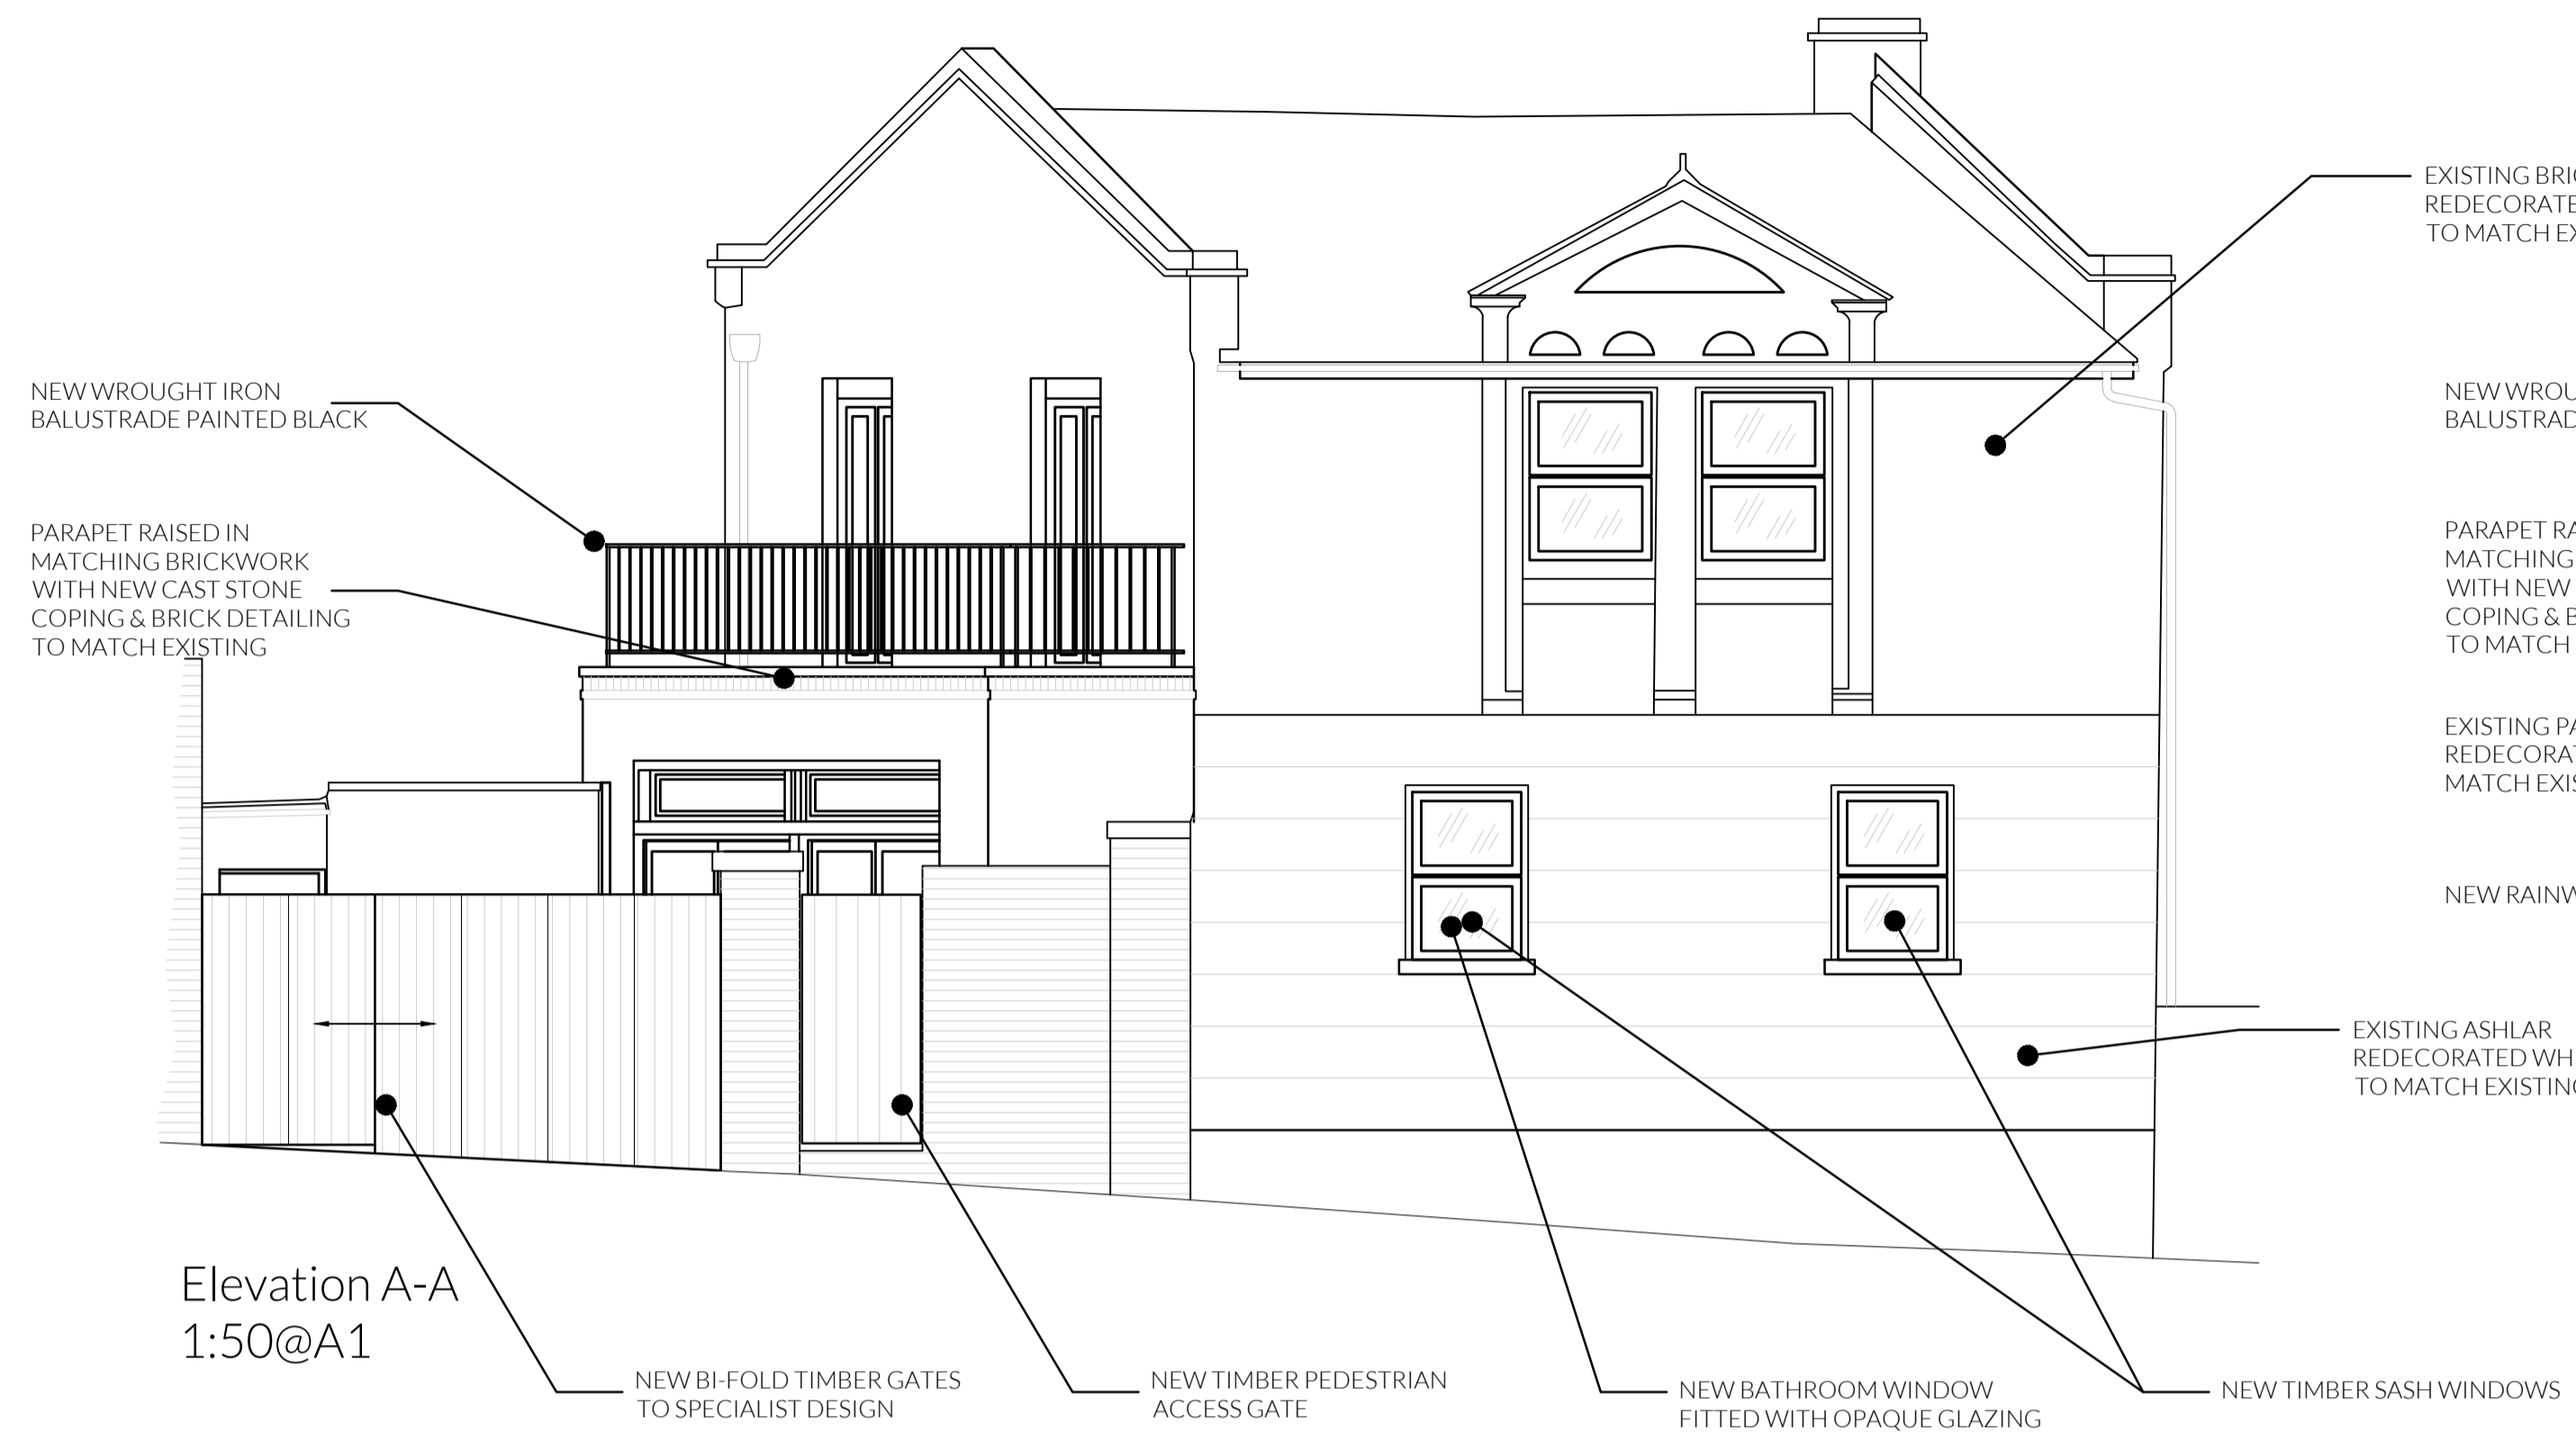 EXISTING BRI
REDECORATE
TO MATCH EX
NEW WROUGHT IRON
BALUSTRADE PAINTED BLACK
PARAPET RAISED IN
MATCHING BRICKWORK
WITH NEW CAST STONE
COPING & BRICK DETAILING
TO MATCH EXISTING
NEW WROU
BALUSTRAD
PARAPET RA
MATCHING
WITH NEW
COPING & B
TO MATCH
EXISTING PA
REDECORAT
MATCH EXIS
NEW RAINW
EXISTING ASHLAR
REDECORATED WH
TO MATCH EXISTING
Elevation A-A
1:50@A1
NEW BI-FOLD TIMBER GATES
TO SPECIALIST DESIGN
NEW TIMBER PEDESTRIAN
ACCESS GATE
NEW BATHROOM WINDOW
FITTED WITH OPAQUE GLAZING
NEW TIMBER SASH WINDOWS